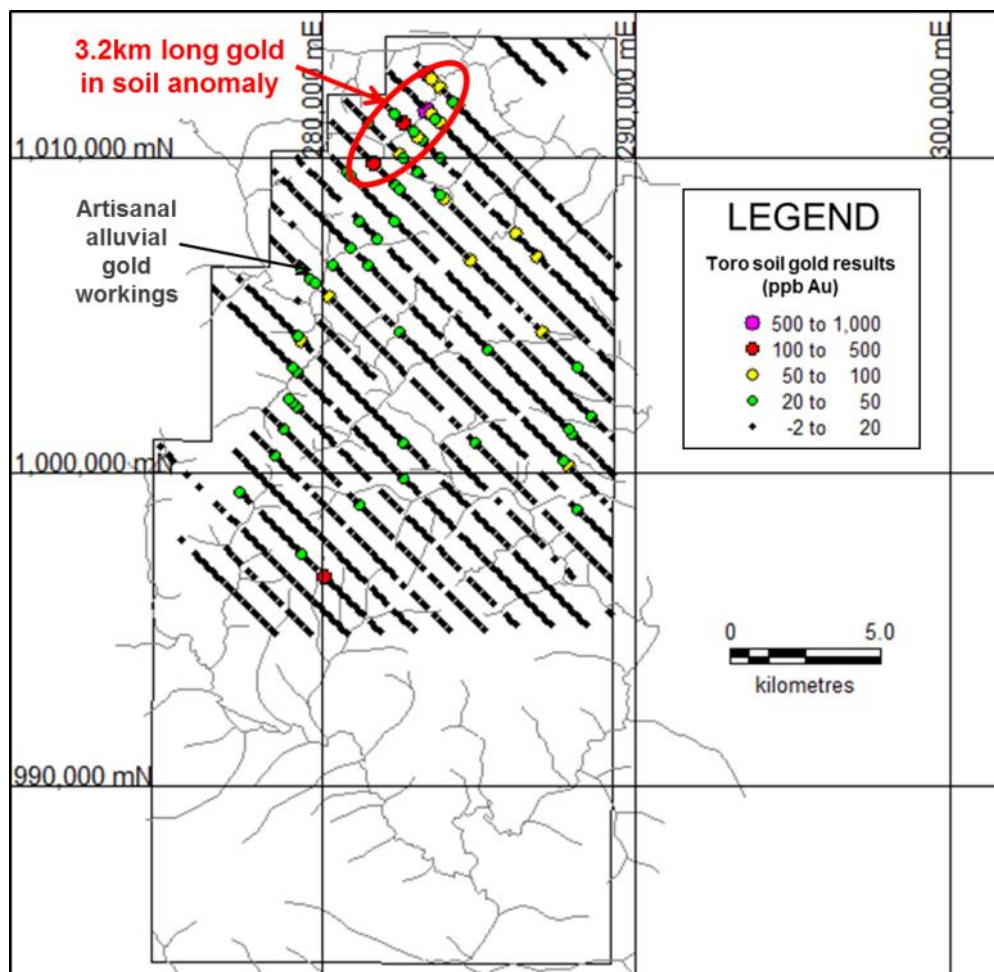 3.2km long gold
in soil anomaly
280,000 mE
290,000 mE
300,000 mE
1,010,000 mN
Artisanal
alluvial
gold
workings
LEGEND
Toro soil gold results
(ppb Au)
500 to 1,000
100 to 500
50 to 100
20 to 50
-2 to 20
1,000,000 mN
0 5.0
kilometres
990,000 mN